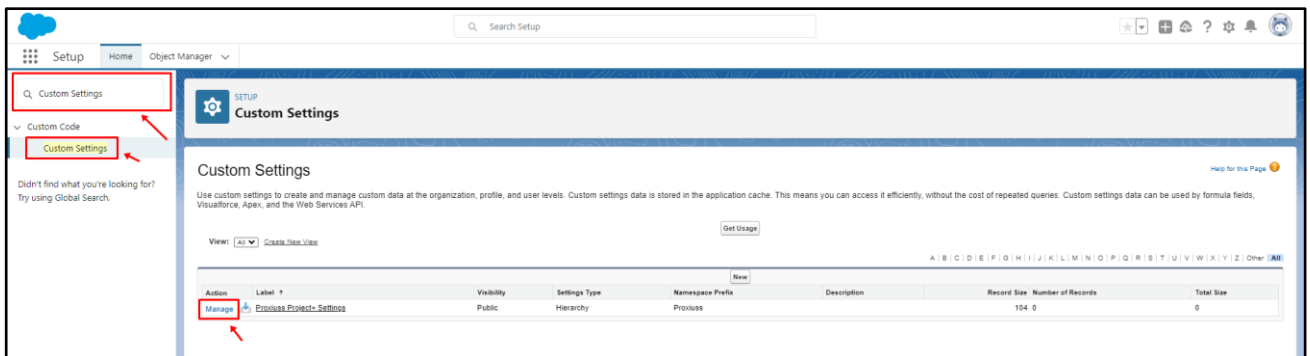 Search Setup
Setup Home Object Manager
Custom Settings
Custom Code
Custom Settings
Didn't find what you're looking for?
Try using Global Search.
SETUP
Custom Settings
Custom Settings
Help for this Page
Use custom settings to create and manage custom data at the organization, profile, and user levels. Custom settings data is stored in the application cache. This means you can access it efficiently, without the cost of repeated queries. Custom settings data can be used by formula fields,
Visualforce, Apex, and the Web Services API.
Get Usage
View: All Create New View
A | B | C | D | E | F | G | H | I | J | K | L | M | N | O | P | Q | R | S | T | U | V | W | X | Y | Z | Other All
New
Action Label ↑ Visibility Settings Type Namespace Prefix Description Record Size Number of Records Total Size
Manage Proxiuss Project+ Settings Public Hierarchy Proxiuss 104 0 0